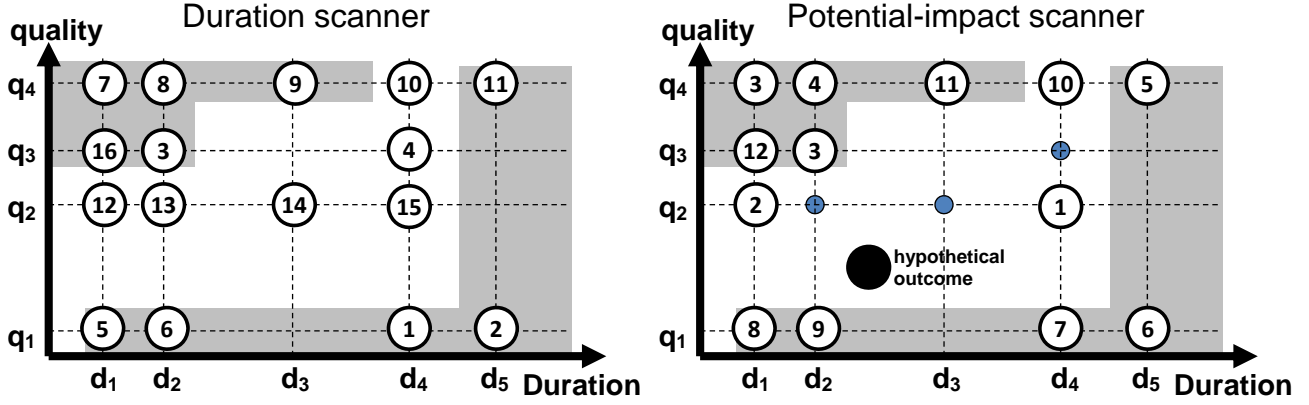 Duration scanner
quality
q4 7 8 9 10 11
q3 16 3 4
q2 12 13 14 15
q1 5 6 1 2
d1 d2 d3 d4 d5 Duration
Potential-impact scanner
quality
q4 3 4 11 10 5
q3 12 3
q2 2 1
hypothetical
outcome
q1 8 9 7 6
d1 d2 d3 d4 d5 Duration